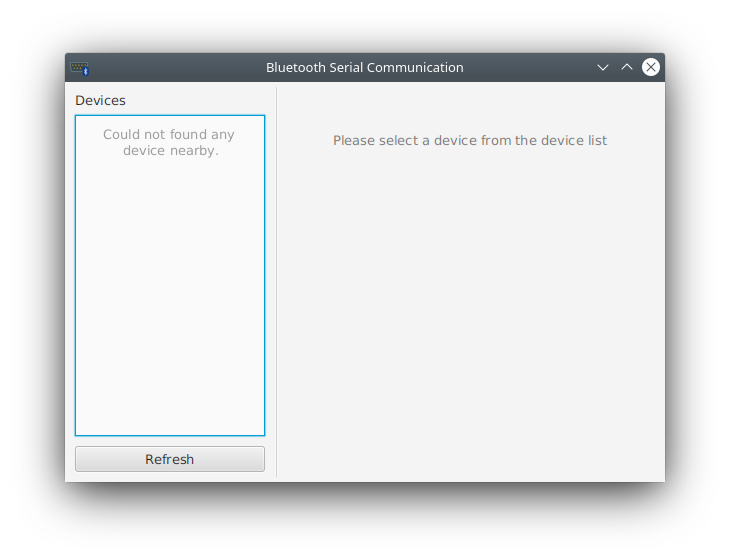 Bluetooth Serial Communication
Devices
Could not found any
device nearby.
Please select a device from the device list
Refresh